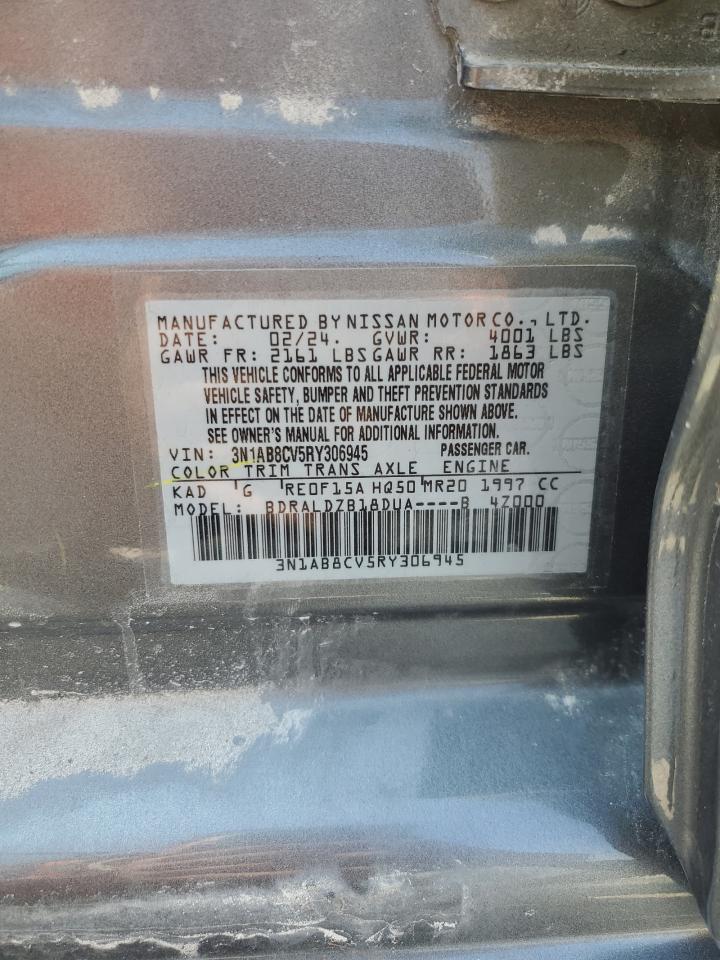 MANUFACTURED BY NISSAN MOTOR CO., LTD.
DATE: 02/24. GVWR: 4001 LBS
GAWR FR: 2161 LBS GAWR RR: 1863 LBS
THIS VEHICLE CONFORMS TO ALL APPLICABLE FEDERAL MOTOR
VEHICLE SAFETY, BUMPER AND THEFT PREVENTION STANDARDS
IN EFFECT ON THE DATE OF MANUFACTURE SHOWN ABOVE.
SEE OWNER'S MANUAL FOR ADDITIONAL INFORMATION.
VIN: 3N1AB8CV5RY306945 PASSENGER CAR.
COLOR TRIM TRANS AXLE ENGINE
KAD 'G 'RE0F15A HQ50'MR20 1997 CC
MODEL: BDRALDZB18DUA----B 4Z000
3N1AB8CV5RY306945